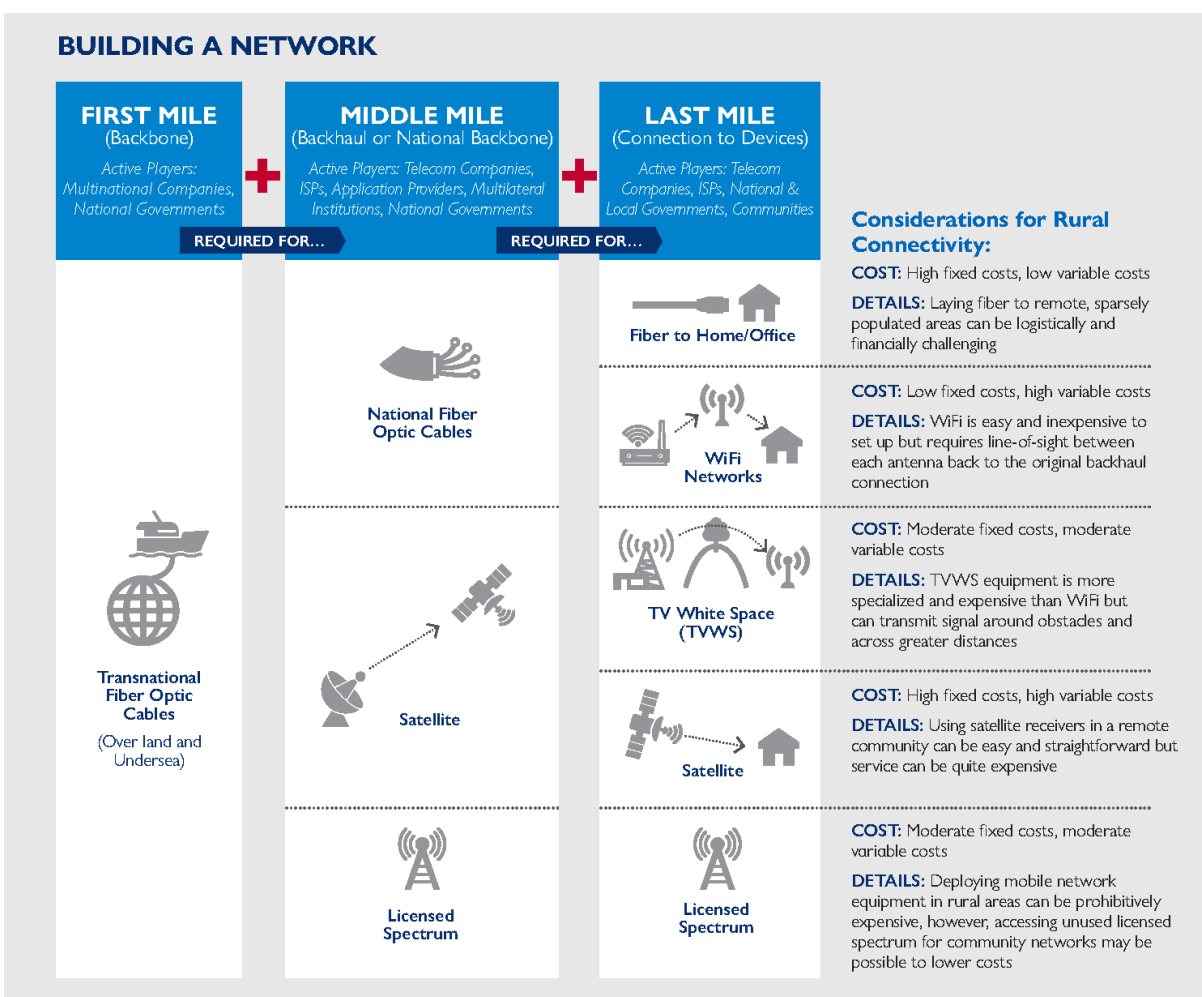 BUILDING A NETWORK
FIRST MILE
(Backbone)
Active Players:
Multinational Companies,
National Governments
MIDDLE MILE
(Backhaul or National Backbone)
Active Players: Telecom Companies,
ISPs, Application Providers, Multilateral
Institutions, National Governments
LAST MILE
(Connection to Devices)
Active Players: Telecom
Companies, ISPs, National &
Local Governments, Communities
REQUIRED FOR...
REQUIRED FOR...
Transnational
Fiber Optic
Cables
(Over land and
Undersea)
National Fiber
Optic Cables
Satellite
Licensed
Spectrum
Fiber to Home/Office
WiFi
Networks
TV White Space
(TVWS)
Satellite
Licensed
Spectrum
Considerations for Rural
Connectivity:
COST: High fixed costs, low variable costs
DETAILS: Laying fiber to remote, sparsely
populated areas can be logistically and
financially challenging
COST: Low fixed costs, high variable costs
DETAILS: WiFi is easy and inexpensive to
set up but requires line-of-sight between
each antenna back to the original backhaul
connection
COST: Moderate fixed costs, moderate
variable costs
DETAILS: TVWS equipment is more
specialized and expensive than WiFi but
can transmit signal around obstacles and
across greater distances
COST: High fixed costs, high variable costs
DETAILS: Using satellite receivers in a remote
community can be easy and straightforward but
service can be quite expensive
COST: Moderate fixed costs, moderate
variable costs
DETAILS: Deploying mobile network
equipment in rural areas can be prohibitively
expensive, however, accessing unused licensed
spectrum for community networks may be
possible to lower costs